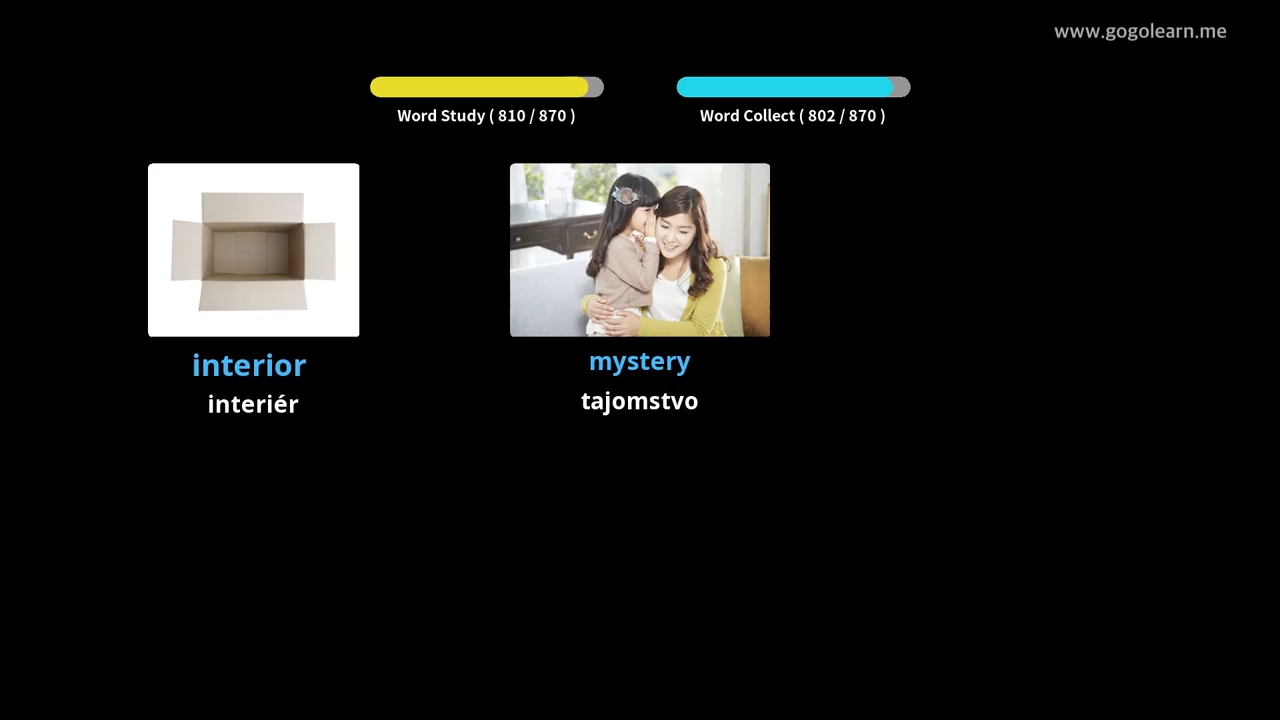 www.gogolearn.me
Word Study ( 810 / 870 )
Word Collect ( 802 / 870 )
interior
interiér
mystery
tajomstvo